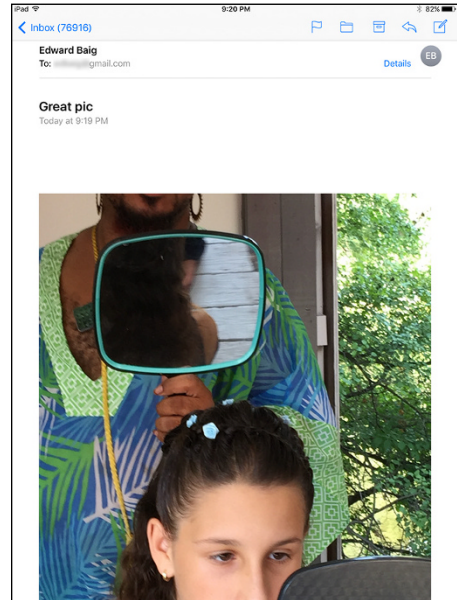 iPad 9:20 PM 82%
Inbox (76916)
Edward Baig
EB
To: gmail.com
Details
Great pic
Today at 9:19 PM